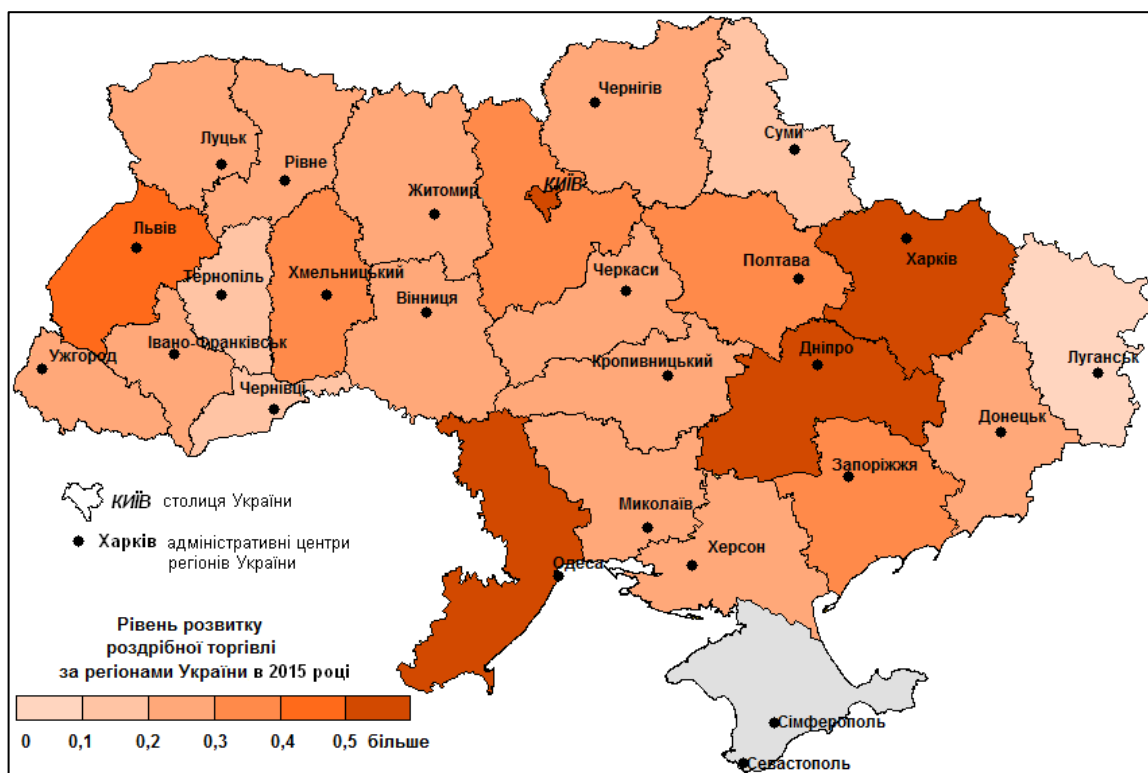 Чернігів
Суми
Луцьк
Рівне
Житомир
КИЇВ
Львів
Тернопіль
Хмельницький
Вінниця
Черкаси
Полтава
Харків
Ужгород
Івано-Франківськ
Чернівці
Кропивницький
Дніпро
Луганськ
Донецьк
Запоріжжя
Миколаїв
Херсон
Одеса
Сімферополь
Севастополь
КИЇВ столиця України
Харків адміністративні центри
регіонів України
Рівень розвитку
роздрібної торгівлі
за регіонами України в 2015 році
0 0,1 0,2 0,3 0,4 0,5 більше